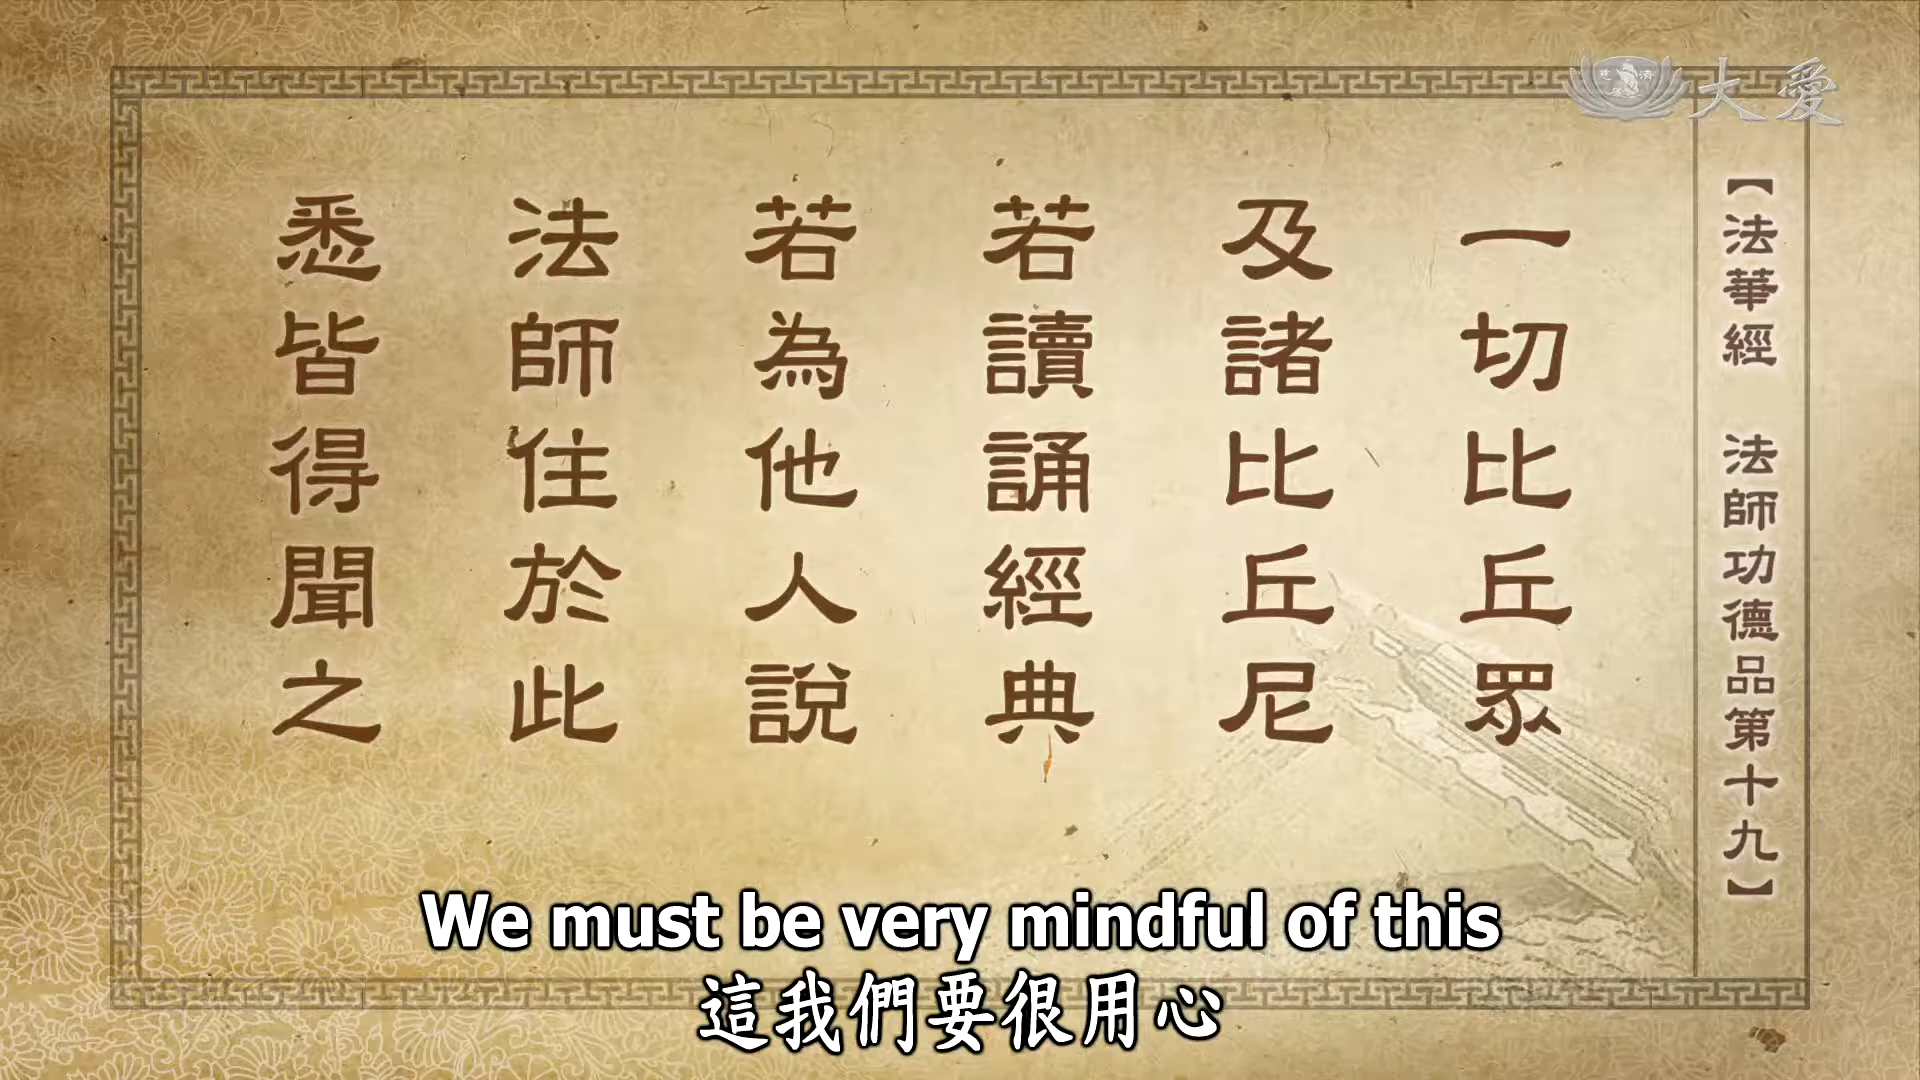 大愛
【法華經 法師功德品第十九】
一切比丘眾
及諸比丘尼
若讀誦經典
若為他人說
法師住於此
悉皆得聞之
We must be very mindful of this
這我們要很用心